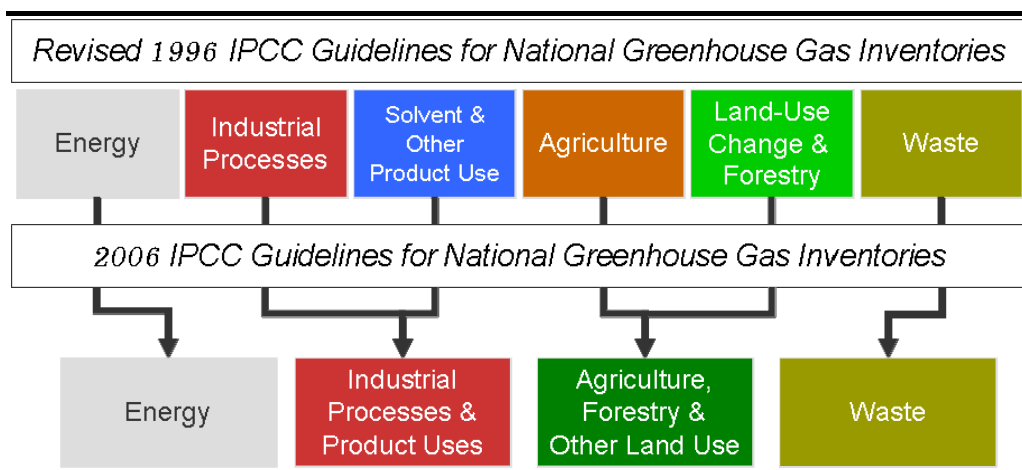 Revised 1996 IPCC Guidelines for National Greenhouse Gas Inventories
Energy
Industrial
Processes
Solvent &
Other
Product Use
Agriculture
Land-Use
Change &
Forestry
Waste
2006 IPCC Guidelines for National Greenhouse Gas Inventories
Energy
Industrial
Processes &
Product Uses
Agriculture,
Forestry &
Other Land Use
Waste